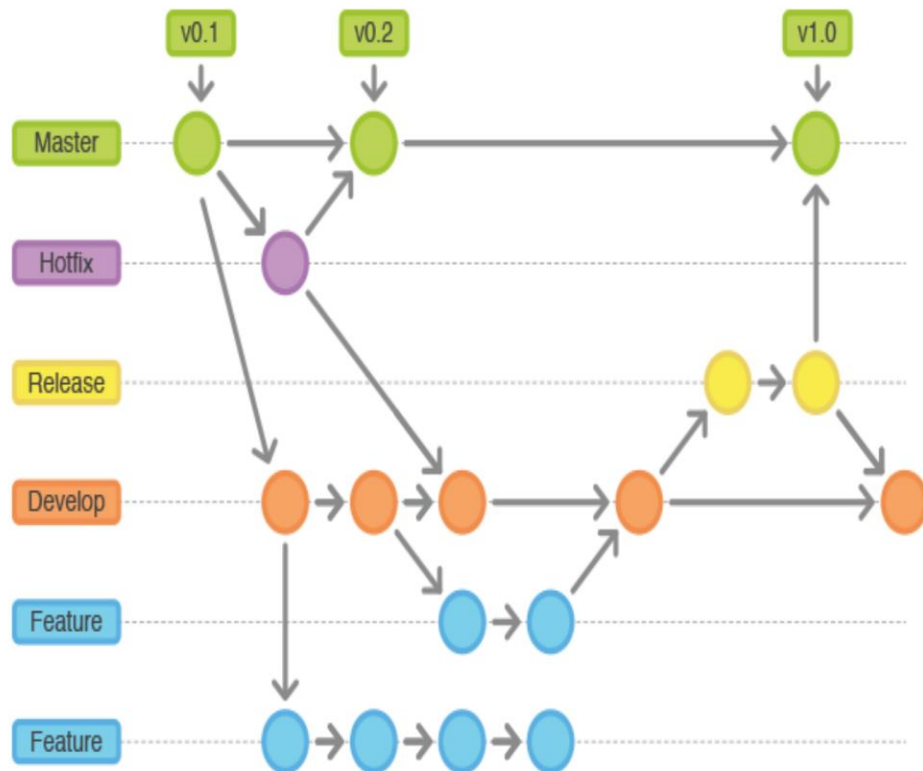 v0.1
v0.2
v1.0
Master
Hotfix
Release
Develop
Feature
Feature